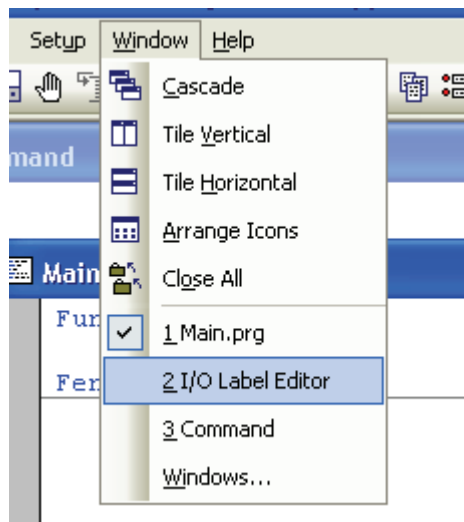 Setup Window Help
Cascade
Tile Vertical
mand
Tile Horizontal
Arrange Icons
Main
Close All
Fun
1 Main.prg
Fen
2 I/O Label Editor
3 Command
Windows...